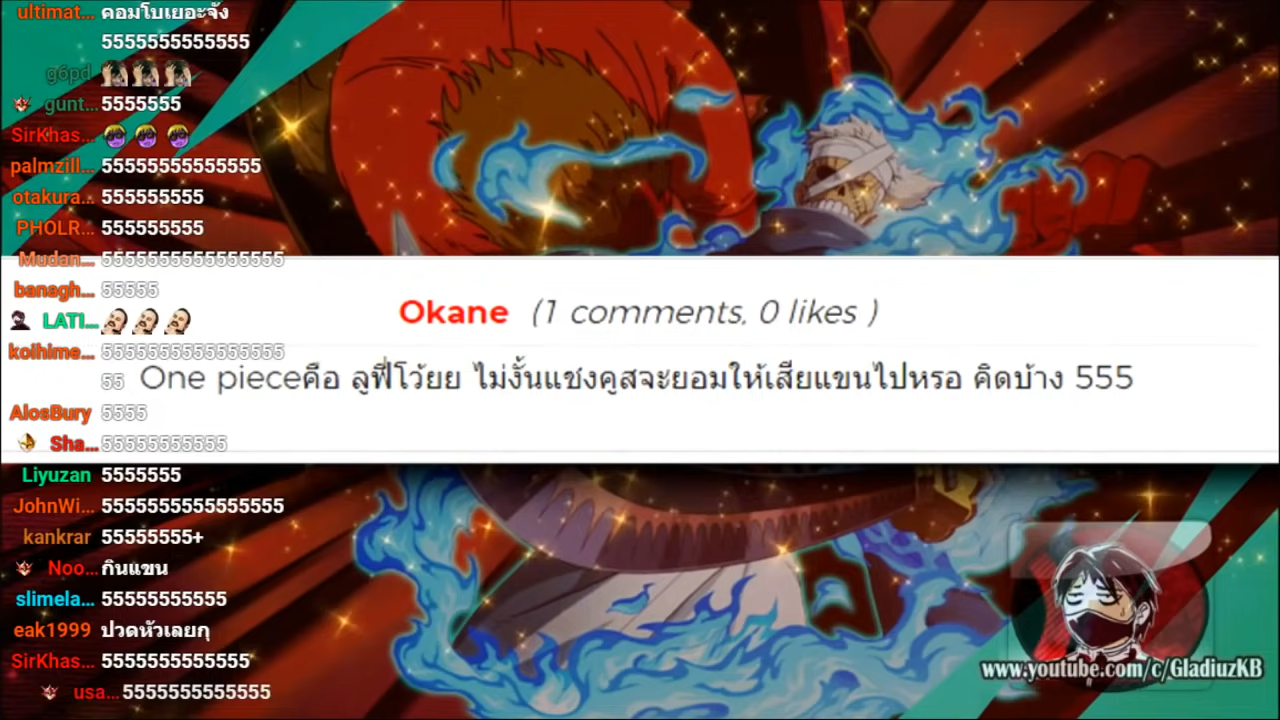 ultimat... คอมโบเยอะจัง
5555555555555
g6pd
gunt... 5555555
SirKhas...
palmzill... 55555555555555
otakura... 555555555
PHOLR... 555555555
Mudan... 5555555555555555
banagh... 55555
LATI...
koihime... 5555555555555555
55
AlosBury 5555
Sha... 55555555555
Liyuzan 5555555
JohnWi... 5555555555555555
kankrar 55555555+
Noo... กินแขน
slimela... 55555555555
eak1999 ปวดหัวเลยกุ
SirKhas... 5555555555555
usa... 5555555555555
Okane (1 comments, 0 likes )
One pieceคือ ลูฟี่โว้ยย ไม่งั้นแชงคูสจะยอมให้เสียแขนไปหรอ คิดบ้าง 555
www.youtube.com/c/GladiuzKB